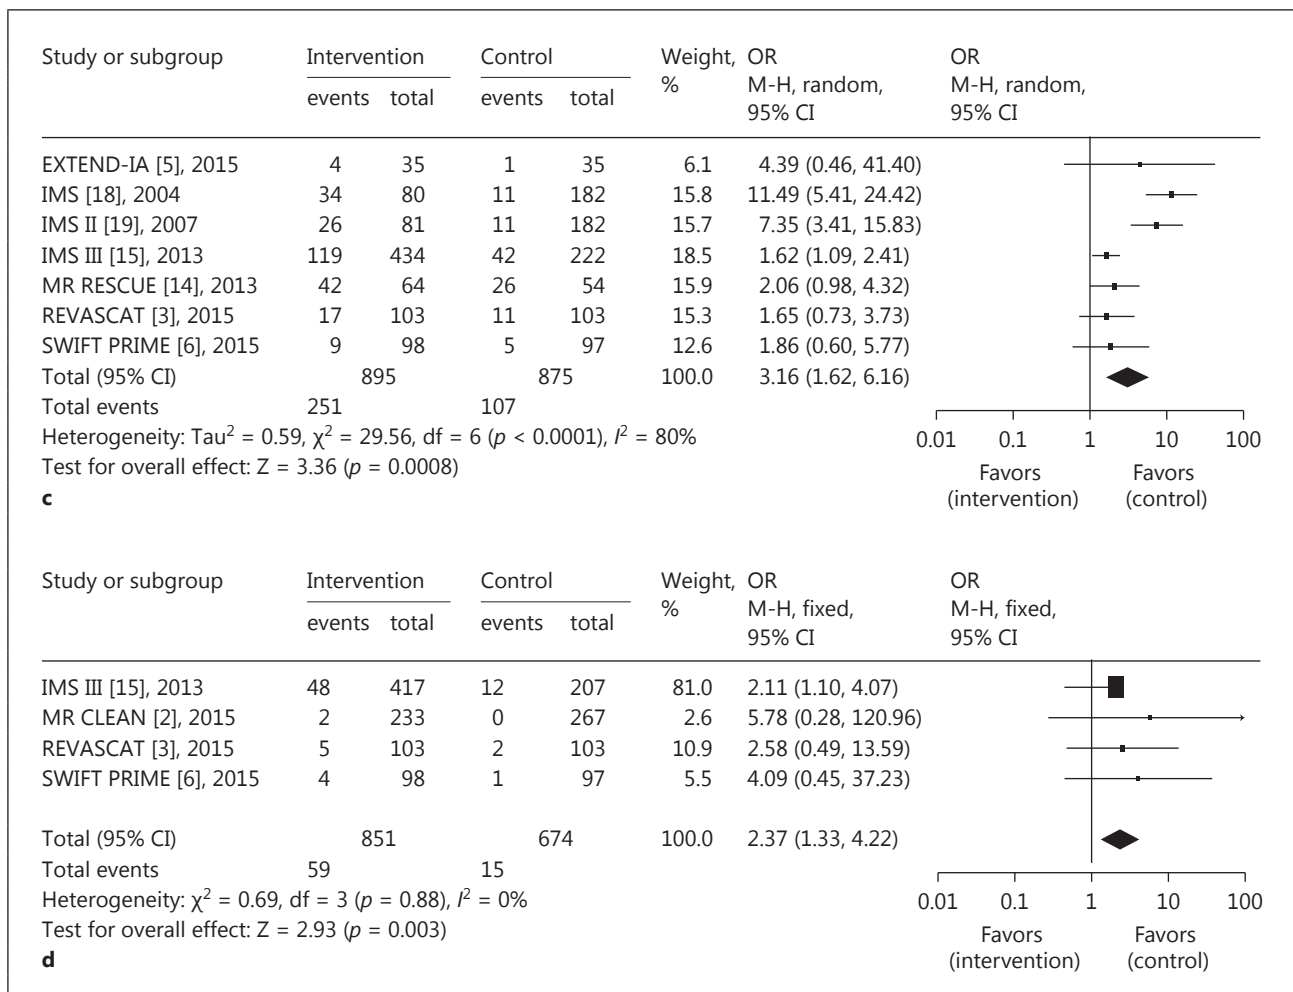 Study or subgroup Intervention Control Weight, OR OR
% M-H, random, M-H, random,
events total events total 95% CI 95% CI
EXTEND-IA [5], 2015 4 35 1 35 6.1 4.39 (0.46, 41.40)
IMS [18], 2004 34 80 11 182 15.8 11.49 (5.41, 24.42)
IMS II [19], 2007 26 81 11 182 15.7 7.35 (3.41, 15.83)
IMS III [15], 2013 119 434 42 222 18.5 1.62 (1.09, 2.41)
MR RESCUE [14], 2013 42 64 26 54 15.9 2.06 (0.98, 4.32)
REVASCAT [3], 2015 17 103 11 103 15.3 1.65 (0.73, 3.73)
SWIFT PRIME [6], 2015 9 98 5 97 12.6 1.86 (0.60, 5.77)
Total (95% CI) 895 875 100.0 3.16 (1.62, 6.16)
Total events 251 107
Heterogeneity: Tau² = 0.59, χ² = 29.56, df = 6 (p < 0.0001), I² = 80%
Test for overall effect: Z = 3.36 (p = 0.0008)
0.01 0.1 1 10 100
Favors Favors
(intervention) (control)
c
Study or subgroup Intervention Control Weight, OR OR
% M-H, fixed, M-H, fixed,
events total events total 95% CI 95% CI
IMS III [15], 2013 48 417 12 207 81.0 2.11 (1.10, 4.07)
MR CLEAN [2], 2015 2 233 0 267 2.6 5.78 (0.28, 120.96)
REVASCAT [3], 2015 5 103 2 103 10.9 2.58 (0.49, 13.59)
SWIFT PRIME [6], 2015 4 98 1 97 5.5 4.09 (0.45, 37.23)
Total (95% CI) 851 674 100.0 2.37 (1.33, 4.22)
Total events 59 15
Heterogeneity: χ² = 0.69, df = 3 (p = 0.88), I² = 0%
Test for overall effect: Z = 2.93 (p = 0.003)
0.01 0.1 1 10 100
Favors Favors
(intervention) (control)
d